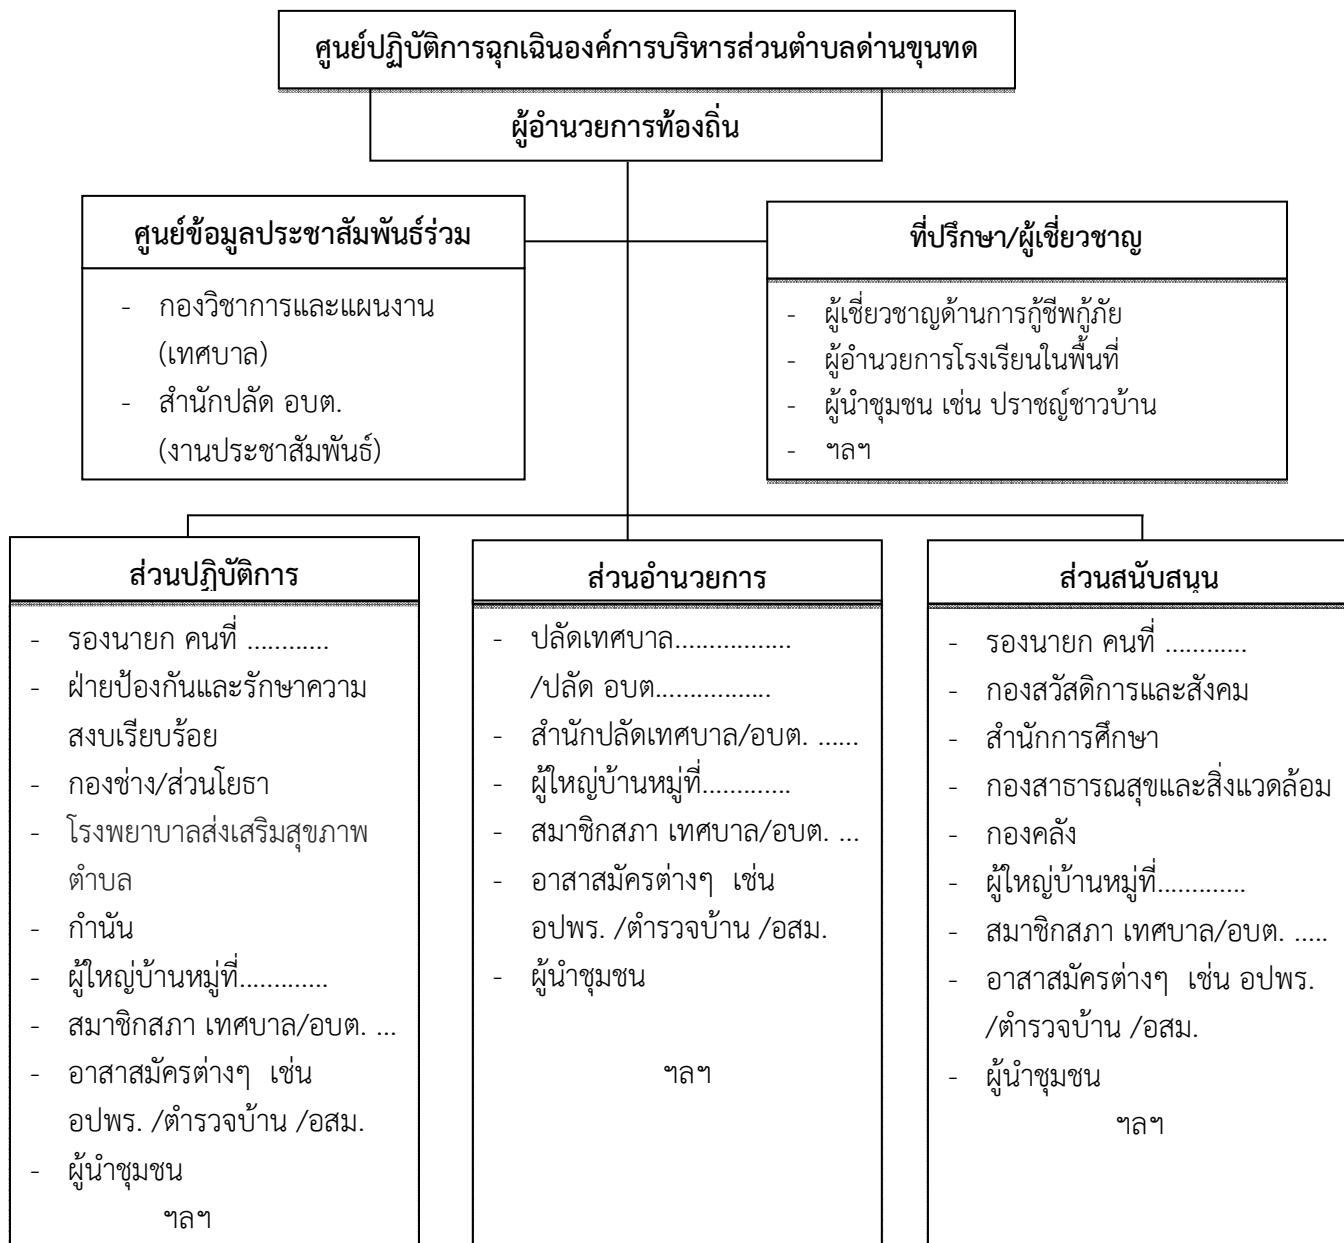 ศูนย์ปฏิบัติการฉุกเฉินองค์การบริหารส่วนตำบลด่านขุนทด
ผู้อำนวยการท้องถิ่น
ศูนย์ข้อมูลประชาสัมพันธ์ร่วม
- กองวิชาการและแผนงาน
(เทศบาล)
- สำนักปลัด อบต.
(งานประชาสัมพันธ์)
ที่ปรึกษา/ผู้เชี่ยวชาญ
- ผู้เชี่ยวชาญด้านการกู้ชีพกู้ภัย
- ผู้อำนวยการโรงเรียนในพื้นที่
- ผู้นำชุมชน เช่น ปราชญ์ชาวบ้าน
- ฯลฯ
ส่วนปฏิบัติการ
- รองนายก คนที่ ............
- ฝ่ายป้องกันและรักษาความ
สงบเรียบร้อย
- กองช่าง/ส่วนโยธา
- โรงพยาบาลส่งเสริมสุขภาพ
ตำบล
- กำนัน
- ผู้ใหญ่บ้านหมู่ที่.............
- สมาชิกสภา เทศบาล/อบต. ...
- อาสาสมัครต่างๆ เช่น
อปพร. /ตำรวจบ้าน /อสม.
- ผู้นำชุมชน
ฯลฯ
ส่วนอำนวยการ
- ปลัดเทศบาล.................
/ปลัด อบต.................
- สำนักปลัดเทศบาล/อบต. ......
- ผู้ใหญ่บ้านหมู่ที่.............
- สมาชิกสภา เทศบาล/อบต. ...
- อาสาสมัครต่างๆ เช่น
อปพร. /ตำรวจบ้าน /อสม.
- ผู้นำชุมชน
ฯลฯ
ส่วนสนับสนุน
- รองนายก คนที่ ............
- กองสวัสดิการและสังคม
- สำนักการศึกษา
- กองสาธารณสุขและสิ่งแวดล้อม
- กองคลัง
- ผู้ใหญ่บ้านหมู่ที่.............
- สมาชิกสภา เทศบาล/อบต. .....
- อาสาสมัครต่างๆ เช่น อปพร.
/ตำรวจบ้าน /อสม.
- ผู้นำชุมชน
ฯลฯ